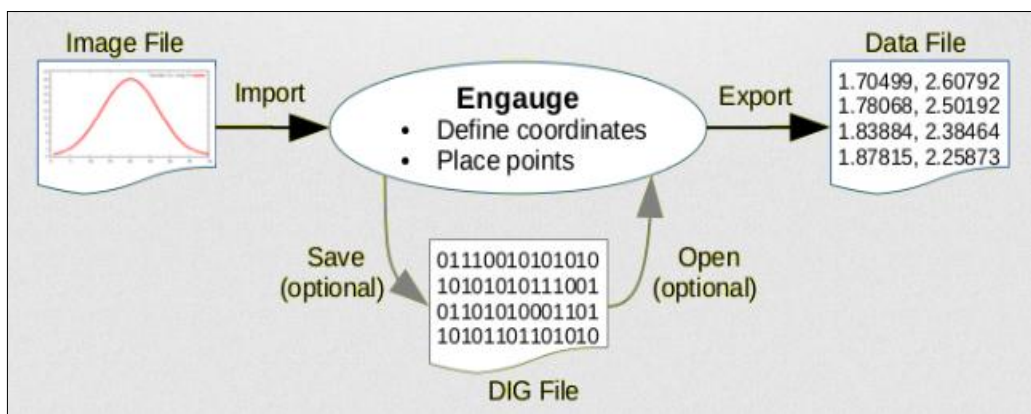 Image File
Data File
Import
Engauge
• Define coordinates
• Place points
Export
1.70499, 2.60792
1.78068, 2.50192
1.83884, 2.38464
1.87815, 2.25873
Save
(optional)
01110010101010
10101010111001
01101010001101
10101101101010
Open
(optional)
DIG File